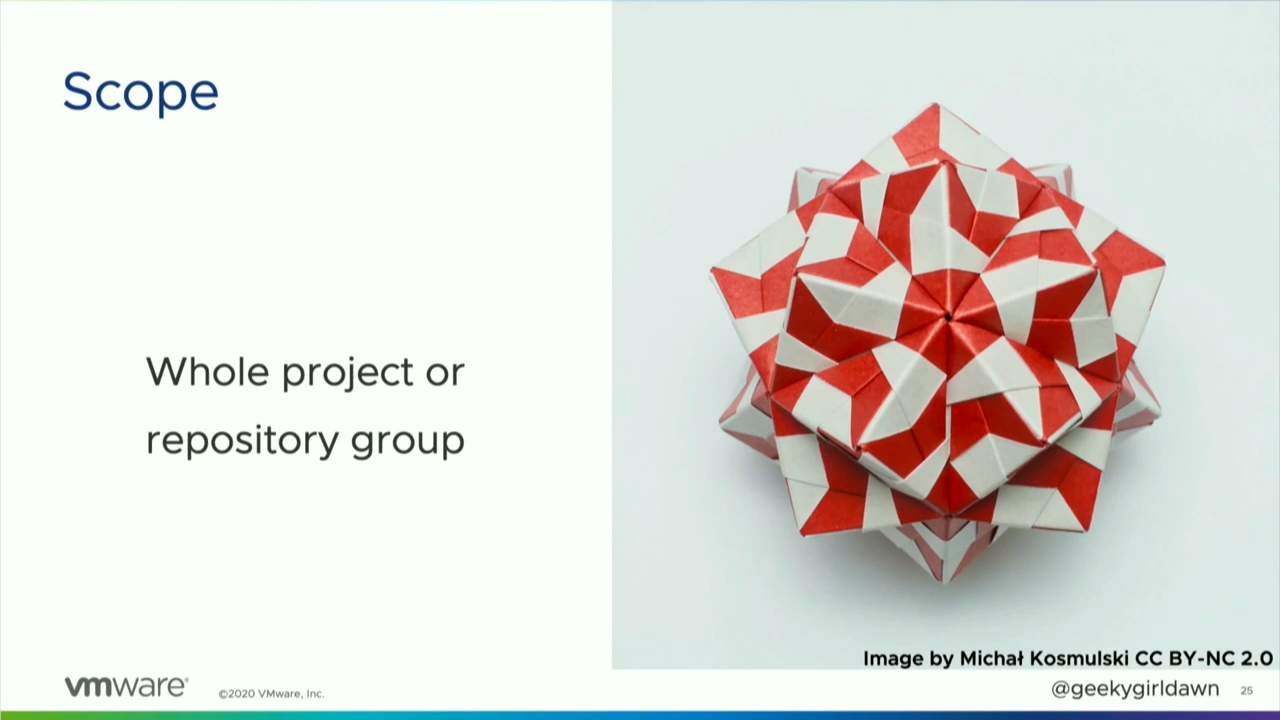 Scope
Whole project or
repository group
Image by Michał Kosmulski CC BY-NC 2.0
vmware®
©2020 VMware, Inc.
@geekygirldawn
25